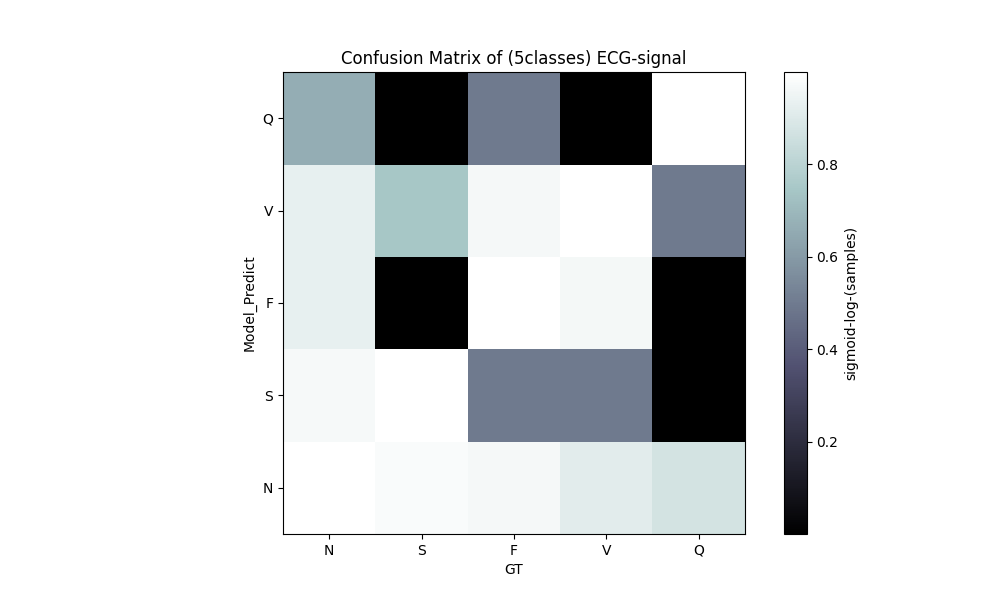 Confusion Matrix of (5classes) ECG-signal
Model_Predict
Q
V
F
S
N
N S F V Q
GT
0.8
0.6
0.4
0.2
sigmoid-log-(samples)